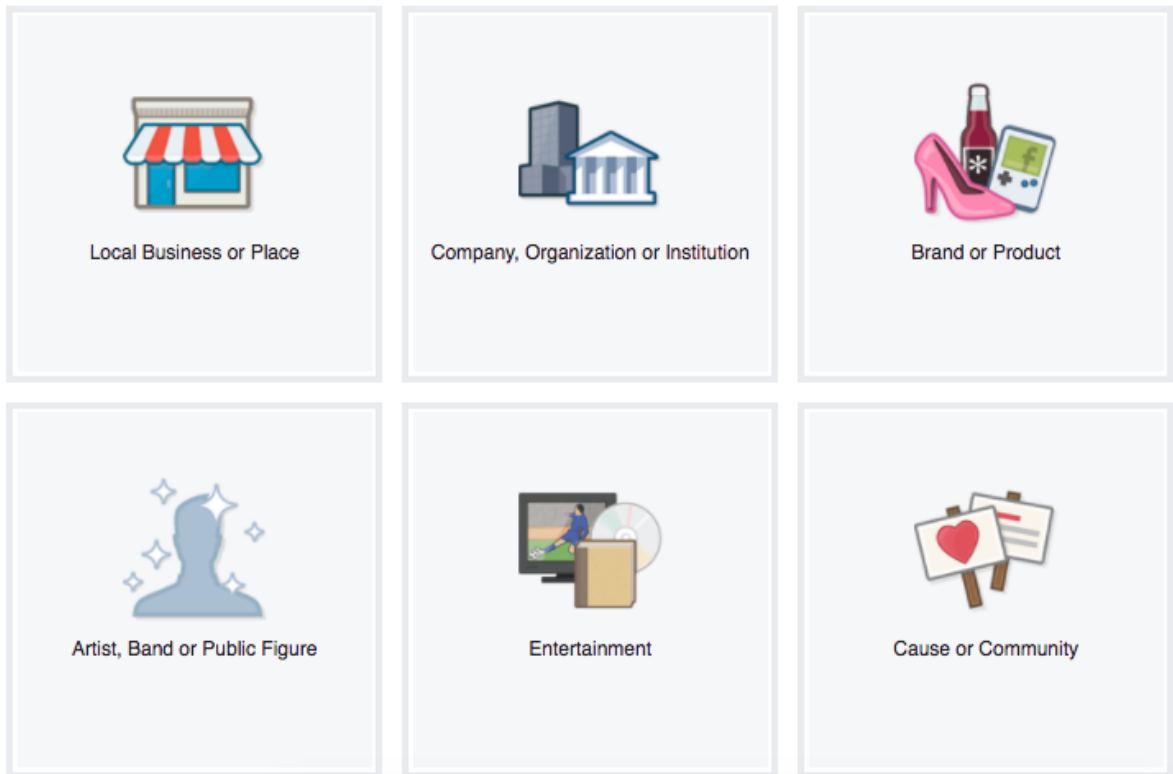 Local Business or Place
Company, Organization or Institution
Brand or Product
Artist, Band or Public Figure
Entertainment
Cause or Community